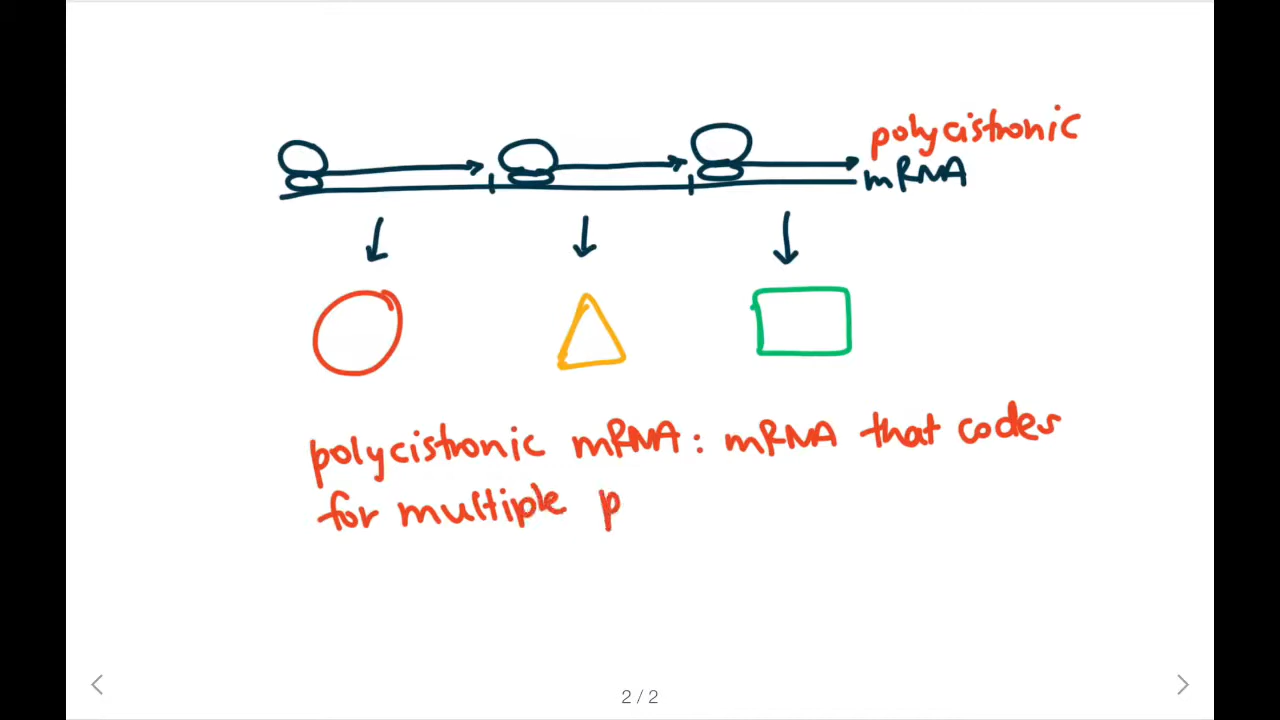 polycistronic
mRNA
polycistronic mRNA: mRNA that codes
for multiple p
2 / 2